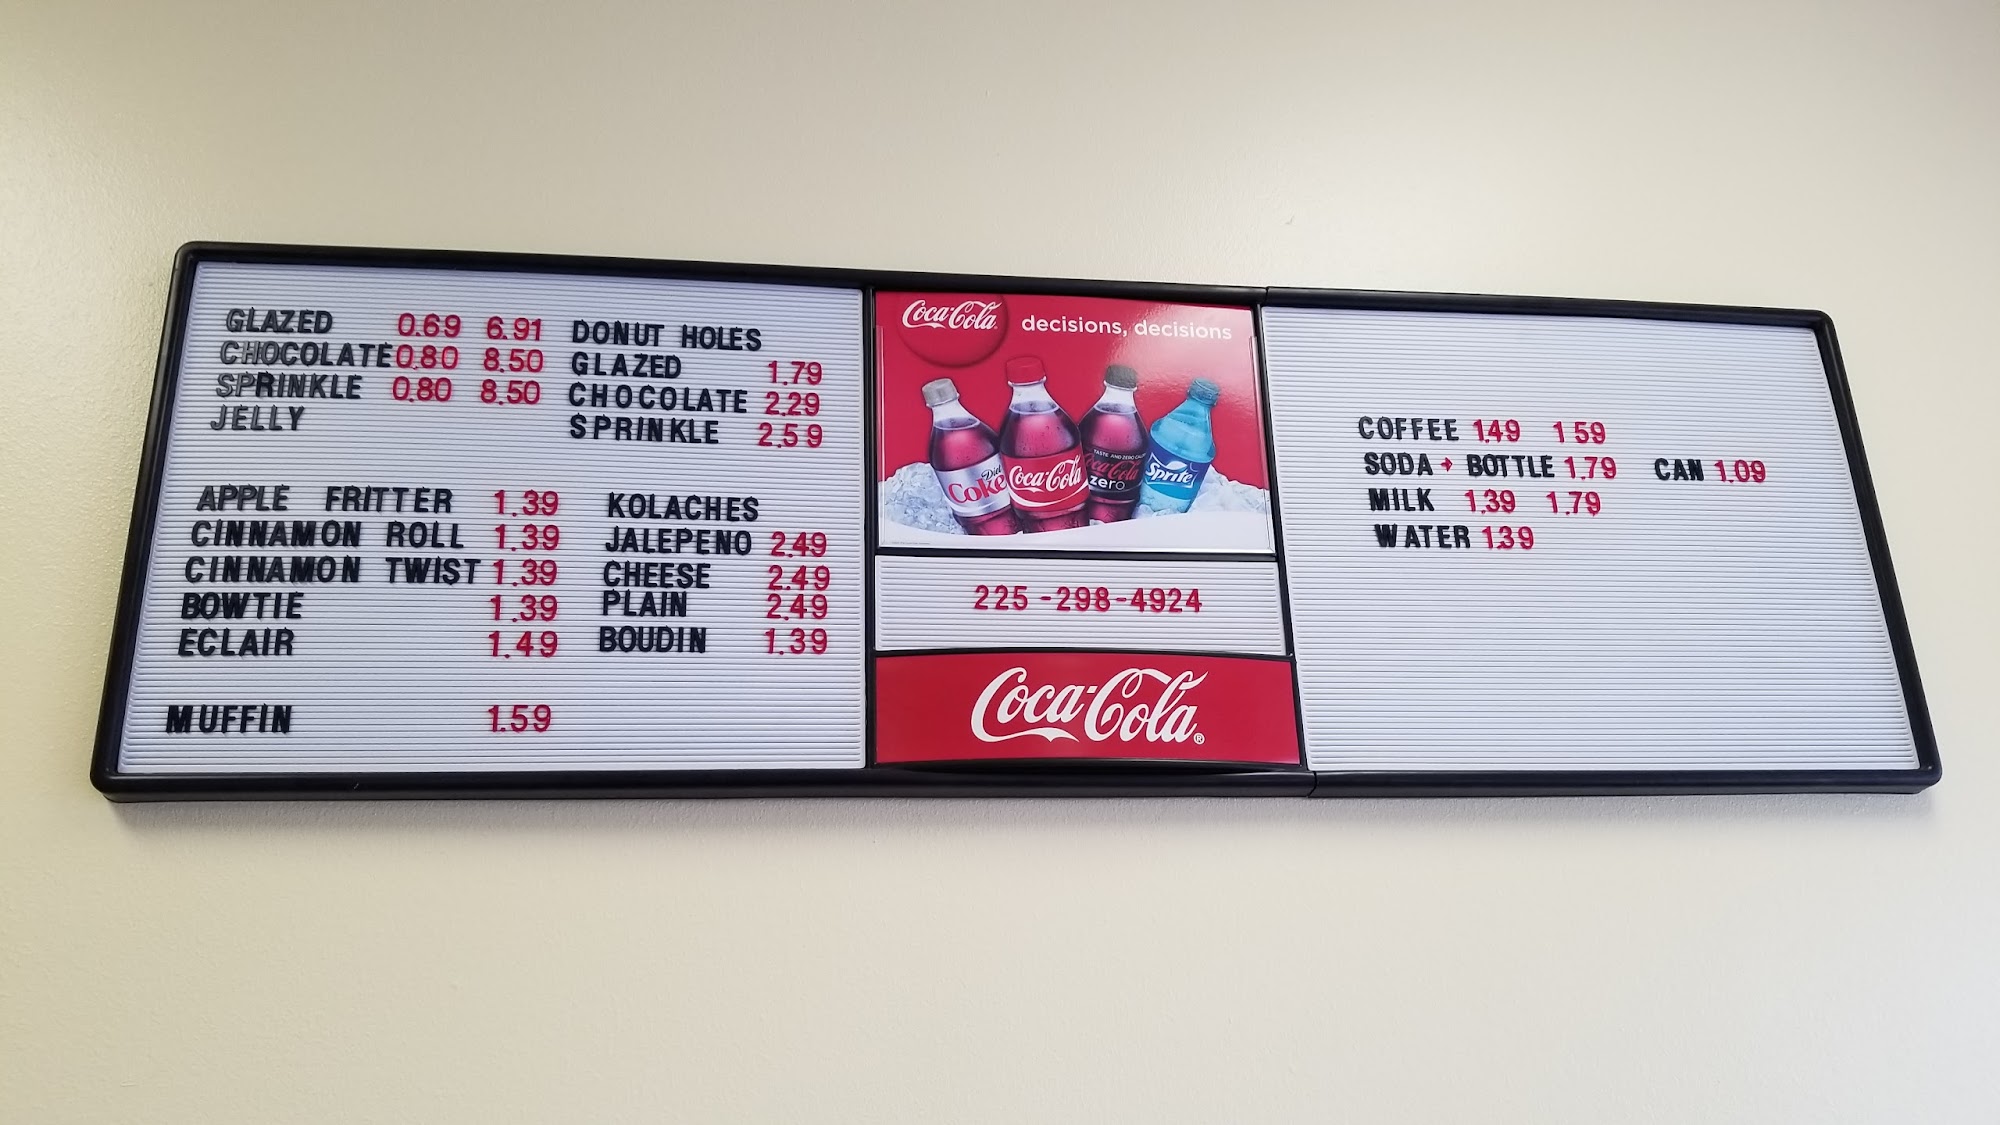 GLAZED 0.69 6.91
CHOCOLATE 0.80 8.50
SPRINKLE 0.80 8.50
JELLY
DONUT HOLES
GLAZED 1.79
CHOCOLATE 2.29
SPRINKLE 2.59
APPLE FRITTER 1.39
CINNAMON ROLL 1.39
CINNAMON TWIST 1.39
BOWTIE 1.39
ECLAIR 1.49
MUFFIN 1.59
KOLACHES
JALEPENO 2.49
CHEESE 2.49
PLAIN 2.49
BOUDIN 1.39
Coca-Cola
decisions, decisions
Diet
Coke
Coca-Cola
Coca-Cola
zero
Sprite
225-298-4924
Coca-Cola®
COFFEE 1.49 1 59
SODA → BOTTLE 1.79 CAN 1.09
MILK 1.39 1.79
WATER 1.39